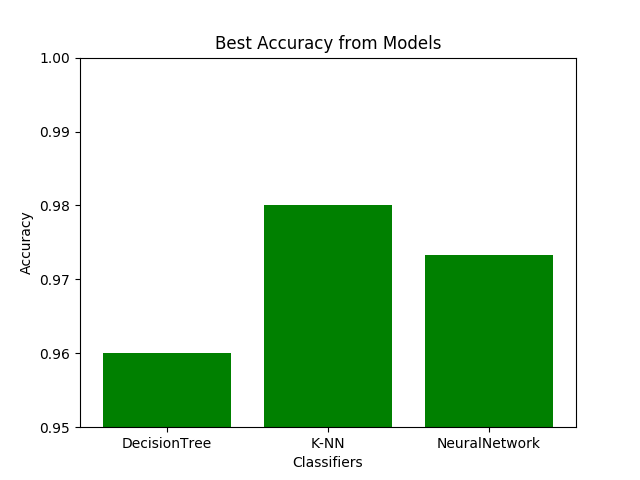 Best Accuracy from Models
1.00
0.99
0.98
0.97
0.96
0.95
Accuracy
DecisionTree
K-NN
NeuralNetwork
Classifiers